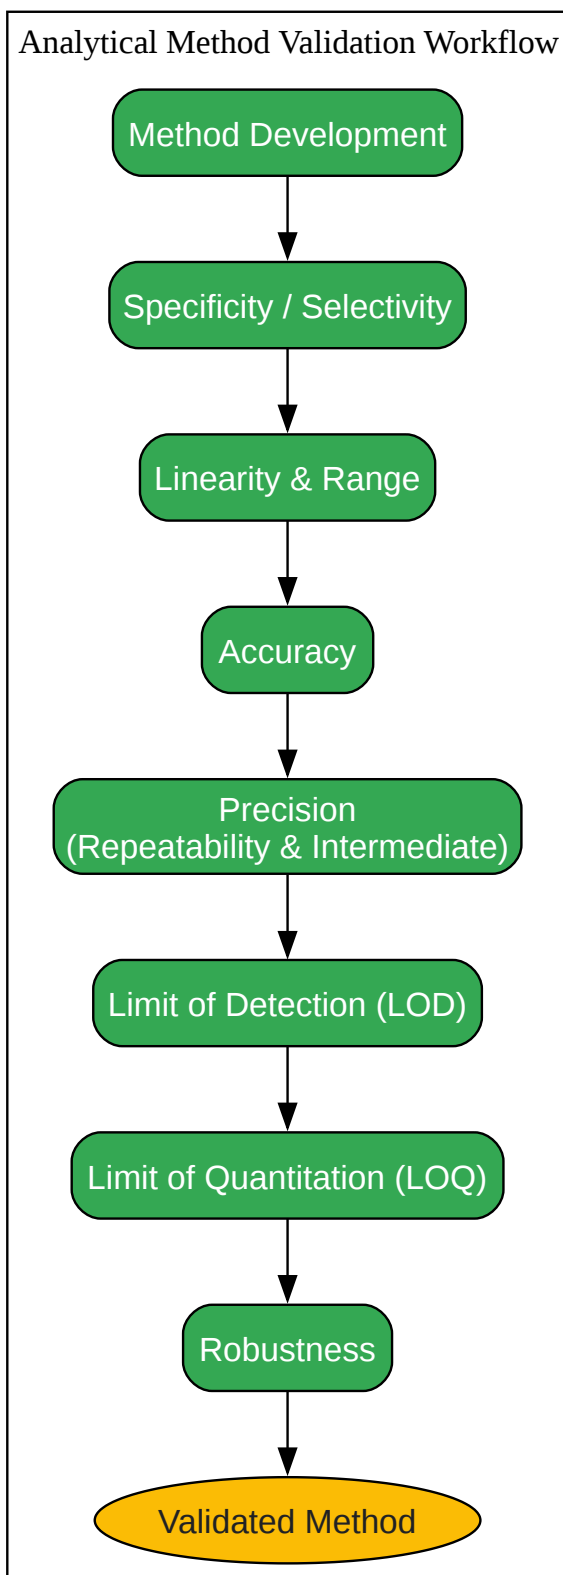 Analytical Method Validation Workflow
Method Development
Specificity / Selectivity
Linearity & Range
Accuracy
Precision
(Repeatability & Intermediate)
Limit of Detection (LOD)
Limit of Quantitation (LOQ)
Robustness
Validated Method